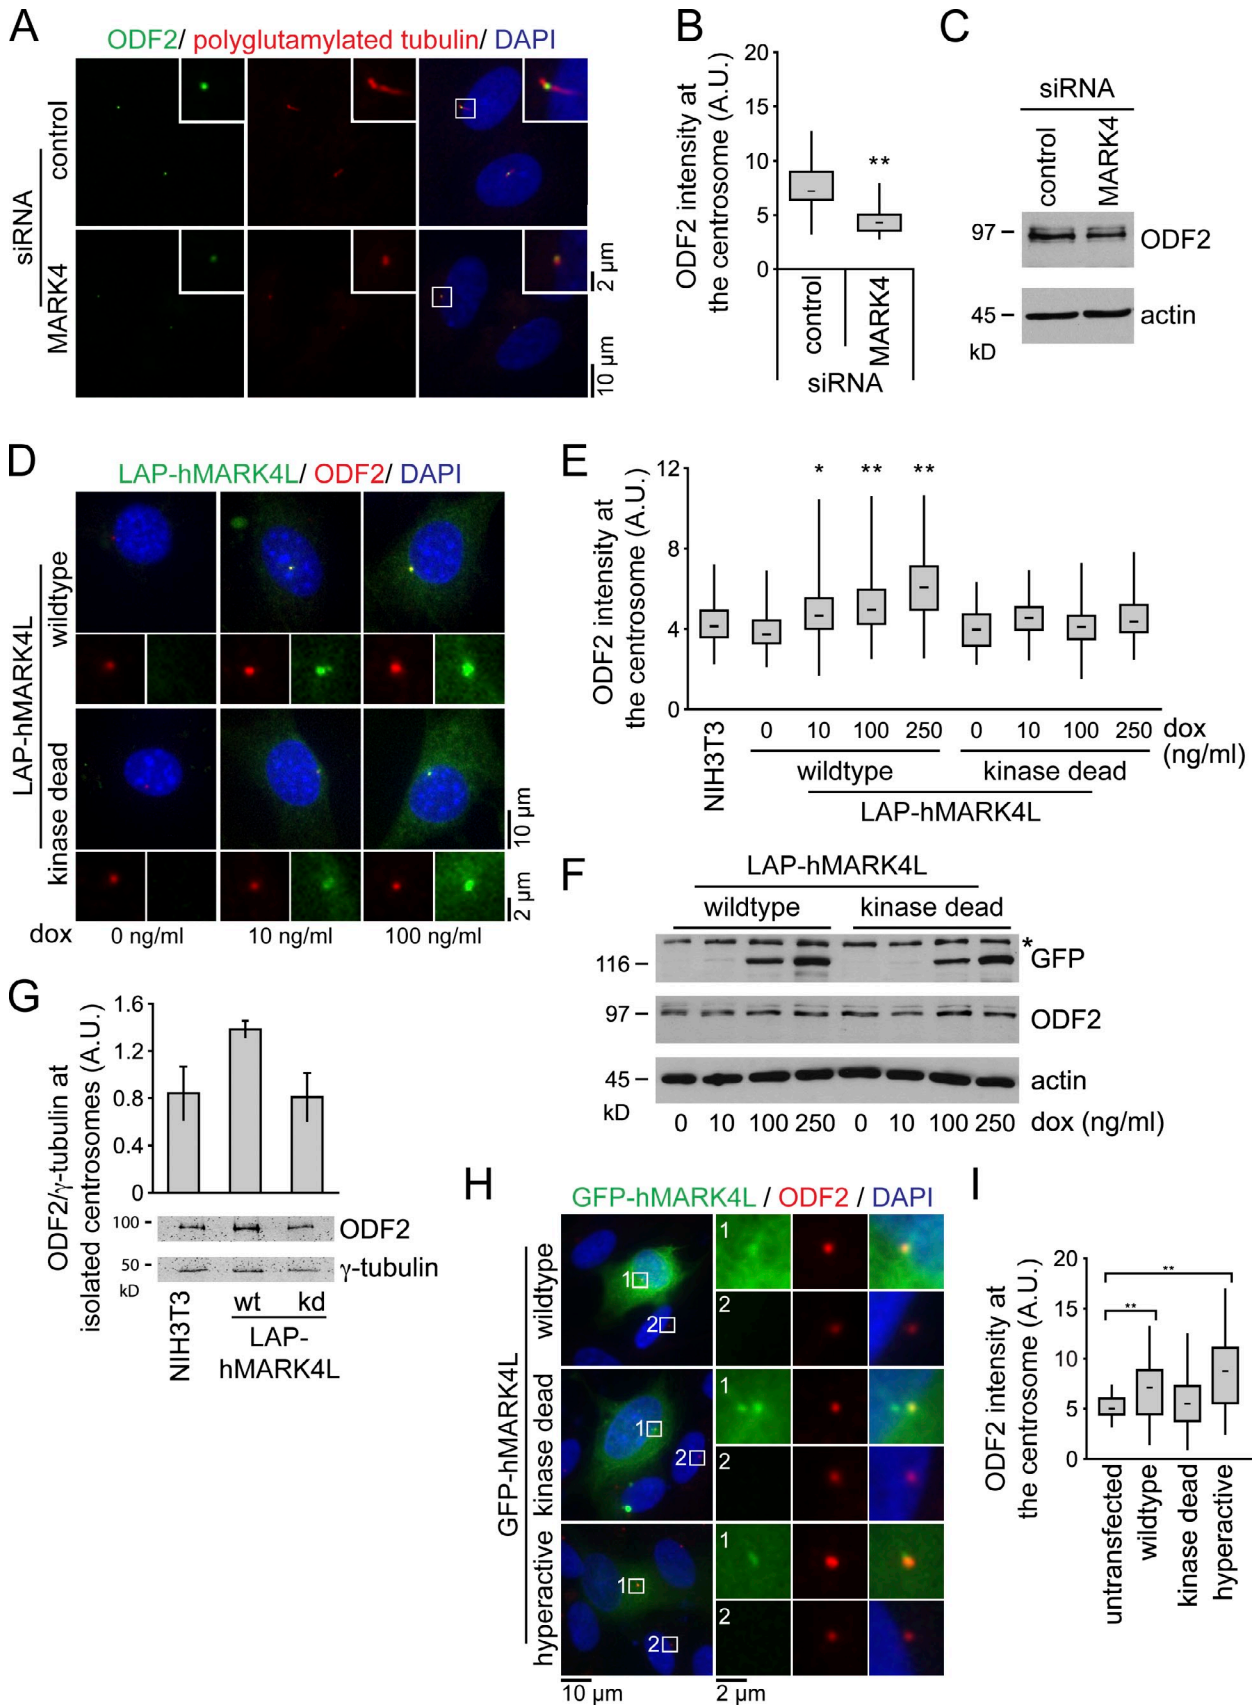 A
ODF2/ polyglutamylated tubulin/ DAPI
siRNA
control
MARK4
2 µm
10 µm
B
ODF2 intensity at
the centrosome (A.U.)
20
15
10
5
0
**
control
MARK4
siRNA
C
siRNA
control
MARK4
97
ODF2
45
actin
kD
D
LAP-hMARK4L/ ODF2/ DAPI
LAP-hMARK4L
wildtype
kinase dead
10 µm
2 µm
dox
0 ng/ml
10 ng/ml
100 ng/ml
E
ODF2 intensity at
the centrosome (A.U.)
12
8
4
0
* ** **
NIH3T3
0 10 100 250 0 10 100 250
dox
(ng/ml)
wildtype
kinase dead
LAP-hMARK4L
F
LAP-hMARK4L
wildtype
kinase dead
*
116
GFP
97
ODF2
45
actin
kD
0 10 100 250 0 10 100 250 dox (ng/ml)
G
ODF2/γ-tubulin at
isolated centrosomes (A.U.)
1.6
1.2
0.8
0.4
0
100
ODF2
50
γ-tubulin
kD
NIH3T3
wt kd
LAP-
hMARK4L
H
GFP-hMARK4L / ODF2 / DAPI
GFP-hMARK4L
wildtype
1
2
1
2
kinase dead
1
2
1
2
hyperactive
1
2
1
2
10 µm
2 µm
I
ODF2 intensity at
the centrosome (A.U.)
20
15
10
5
0
**
**
untransfected
wildtype
kinase dead
hyperactive